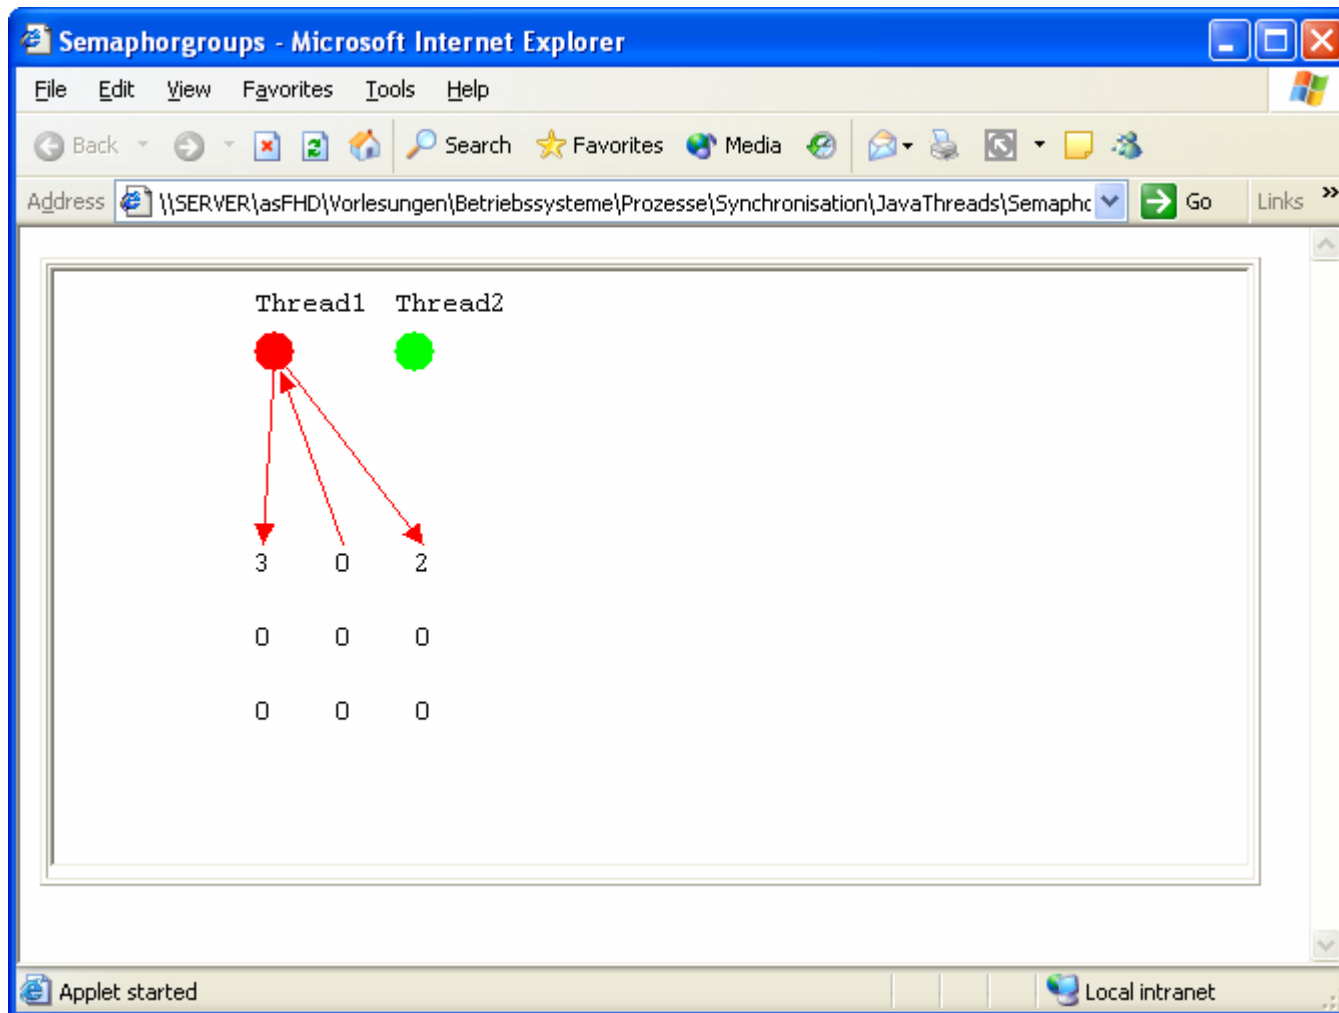 Semaphorgroups - Microsoft Internet Explorer
File Edit View Favorites Tools Help
Back Search Favorites Media
Address \\SERVER\asFHD\Vorlesungen\Betriebssysteme\Prozesse\Synchronisation\JavaThreads\Semapho Go Links »
Thread1 Thread2
3 0 2
0 0 0
0 0 0
Applet started Local intranet